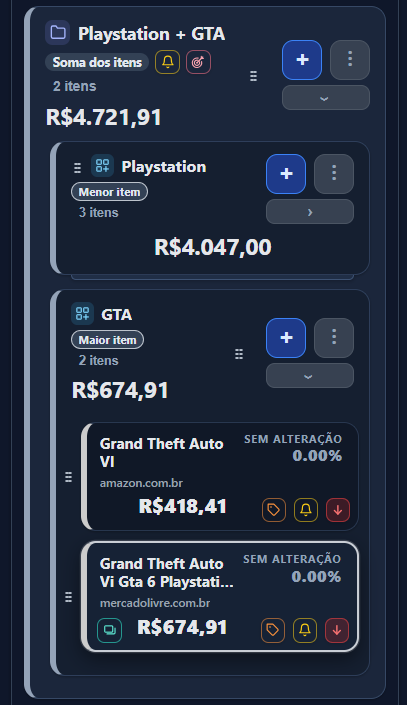 Playstation + GTA
Soma dos itens
2 itens
R$4.721,91
Playstation
Menor item
3 itens
R$4.047,00
GTA
Maior item
2 itens
R$674,91
Grand Theft Auto
VI
SEM ALTERAÇÃO
0.00%
amazon.com.br
R$418,41
Grand Theft Auto
Vi Gta 6 Playstati...
SEM ALTERAÇÃO
0.00%
mercadolivre.com.br
R$674,91